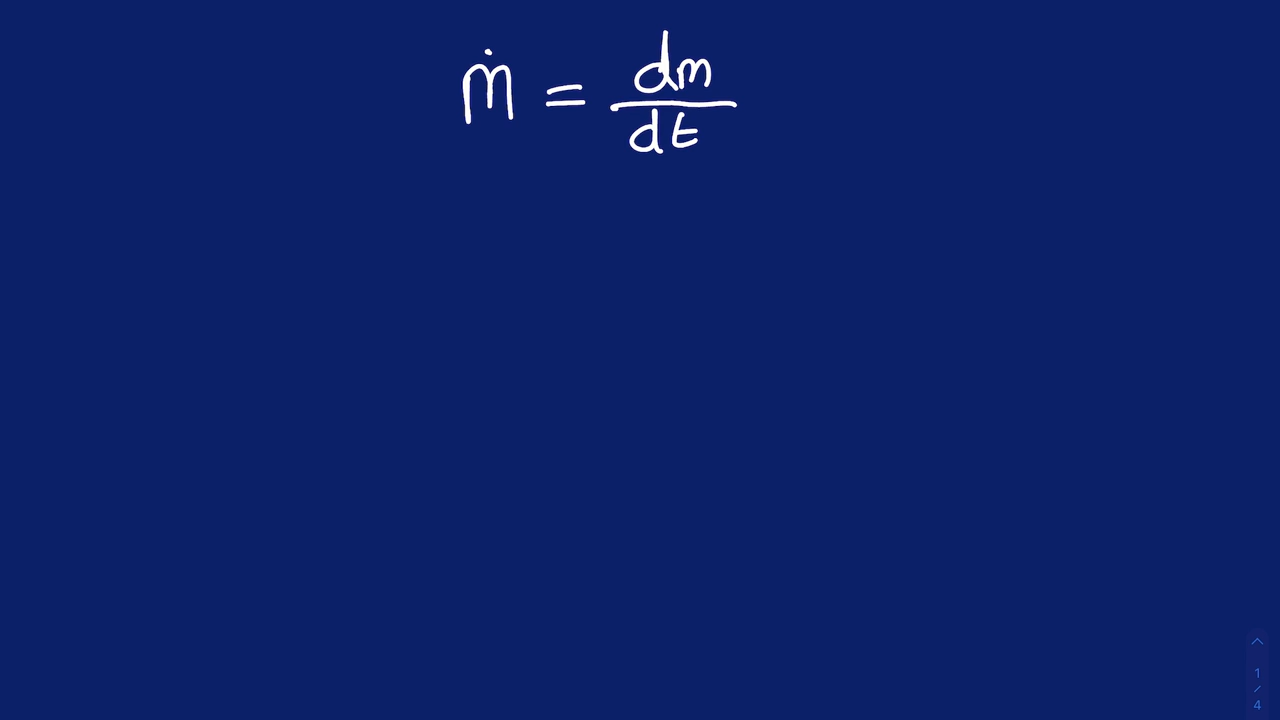 ṁ = dm/dt
1
/
4